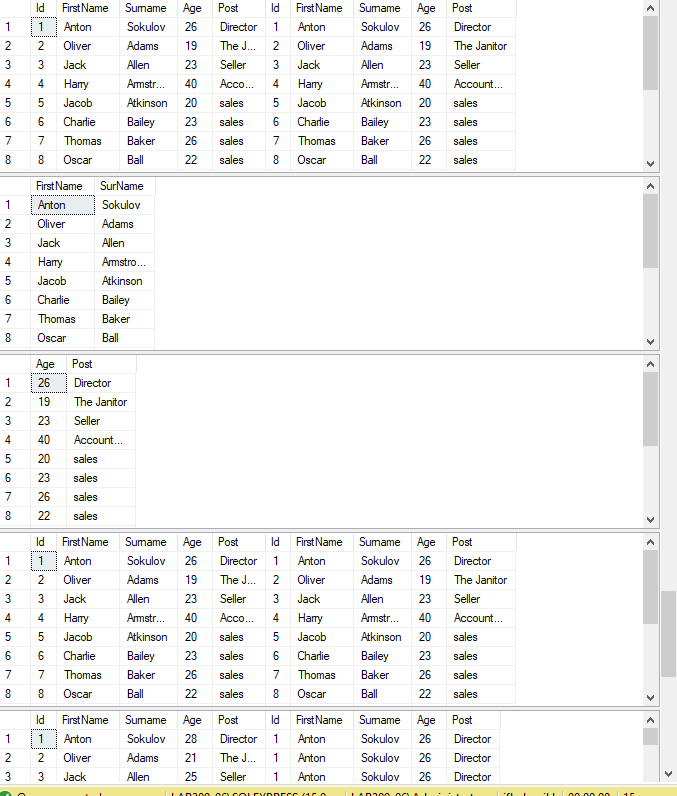 Id FirstName Surname Age Post Id FirstName Surname Age Post
1 1 Anton Sokulov 26 Director 1 Anton Sokulov 26 Director
2 2 Oliver Adams 19 The J... 2 Oliver Adams 19 The Janitor
3 3 Jack Allen 23 Seller 3 Jack Allen 23 Seller
4 4 Harry Armstr... 40 Acco... 4 Harry Armstr... 40 Account...
5 5 Jacob Atkinson 20 sales 5 Jacob Atkinson 20 sales
6 6 Charlie Bailey 23 sales 6 Charlie Bailey 23 sales
7 7 Thomas Baker 26 sales 7 Thomas Baker 26 sales
8 8 Oscar Ball 22 sales 8 Oscar Ball 22 sales
FirstName SurName
1 Anton Sokulov
2 Oliver Adams
3 Jack Allen
4 Harry Armstro...
5 Jacob Atkinson
6 Charlie Bailey
7 Thomas Baker
8 Oscar Ball
Age Post
1 26 Director
2 19 The Janitor
3 23 Seller
4 40 Account...
5 20 sales
6 23 sales
7 26 sales
8 22 sales
Id FirstName Surname Age Post Id FirstName Surname Age Post
1 1 Anton Sokulov 26 Director 1 Anton Sokulov 26 Director
2 2 Oliver Adams 19 The J... 2 Oliver Adams 19 The Janitor
3 3 Jack Allen 23 Seller 3 Jack Allen 23 Seller
4 4 Harry Armstr... 40 Acco... 4 Harry Armstr... 40 Account...
5 5 Jacob Atkinson 20 sales 5 Jacob Atkinson 20 sales
6 6 Charlie Bailey 23 sales 6 Charlie Bailey 23 sales
7 7 Thomas Baker 26 sales 7 Thomas Baker 26 sales
8 8 Oscar Ball 22 sales 8 Oscar Ball 22 sales
Id FirstName Surname Age Post Id FirstName Surname Age Post
1 1 Anton Sokulov 28 Director 1 Anton Sokulov 26 Director
2 2 Oliver Adams 21 The J... 1 Anton Sokulov 26 Director
3 3 Jack Allen 25 Seller 1 Anton Sokulov 26 Director